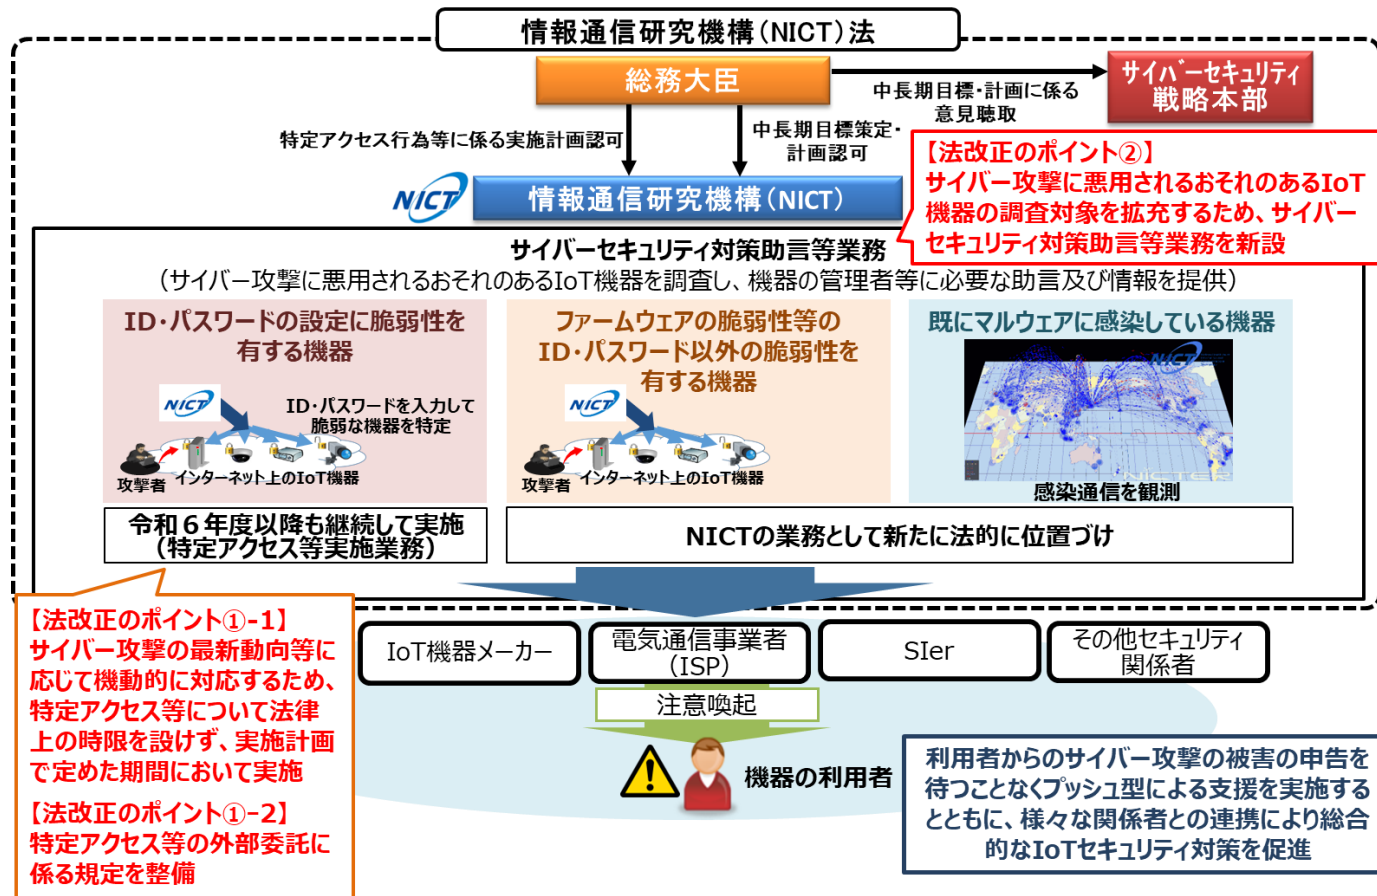 情報通信研究機構（NICT）法
総務大臣
サイバーセキュリティ
戦略本部
中長期目標・計画に係る
意見聴取
特定アクセス行為等に係る実施計画認可
中長期目標策定・
計画認可
【法改正のポイント②】
サイバー攻撃に悪用されるおそれのあるIoT
機器の調査対象を拡充するため、サイバー
セキュリティ対策助言等業務を新設
NICT
情報通信研究機構（NICT）
サイバーセキュリティ対策助言等業務
（サイバー攻撃に悪用されるおそれのあるIoT機器を調査し、機器の管理者等に必要な助言及び情報を提供）
ID・パスワードの設定に脆弱性を
有する機器
NICT
ID・パスワードを入力して
脆弱な機器を特定
攻撃者
インターネット上のIoT機器
ファームウェアの脆弱性等の
ID・パスワード以外の脆弱性を
有する機器
NICT
攻撃者
インターネット上のIoT機器
既にマルウェアに感染している機器
NICT
NICTER
感染通信を観測
令和６年度以降も継続して実施
（特定アクセス等実施業務）
NICTの業務として新たに法的に位置づけ
【法改正のポイント①-1】
サイバー攻撃の最新動向等に
応じて機動的に対応するため、
特定アクセス等について法律
上の時限を設けず、実施計画
で定めた期間において実施
【法改正のポイント①-2】
特定アクセス等の外部委託に
係る規定を整備
IoT機器メーカー
電気通信事業者
（ISP）
SIer
その他セキュリティ
関係者
注意喚起
機器の利用者
利用者からのサイバー攻撃の被害の申告を
待つことなくプッシュ型による支援を実施する
とともに、様々な関係者との連携により総合
的なIoTセキュリティ対策を促進